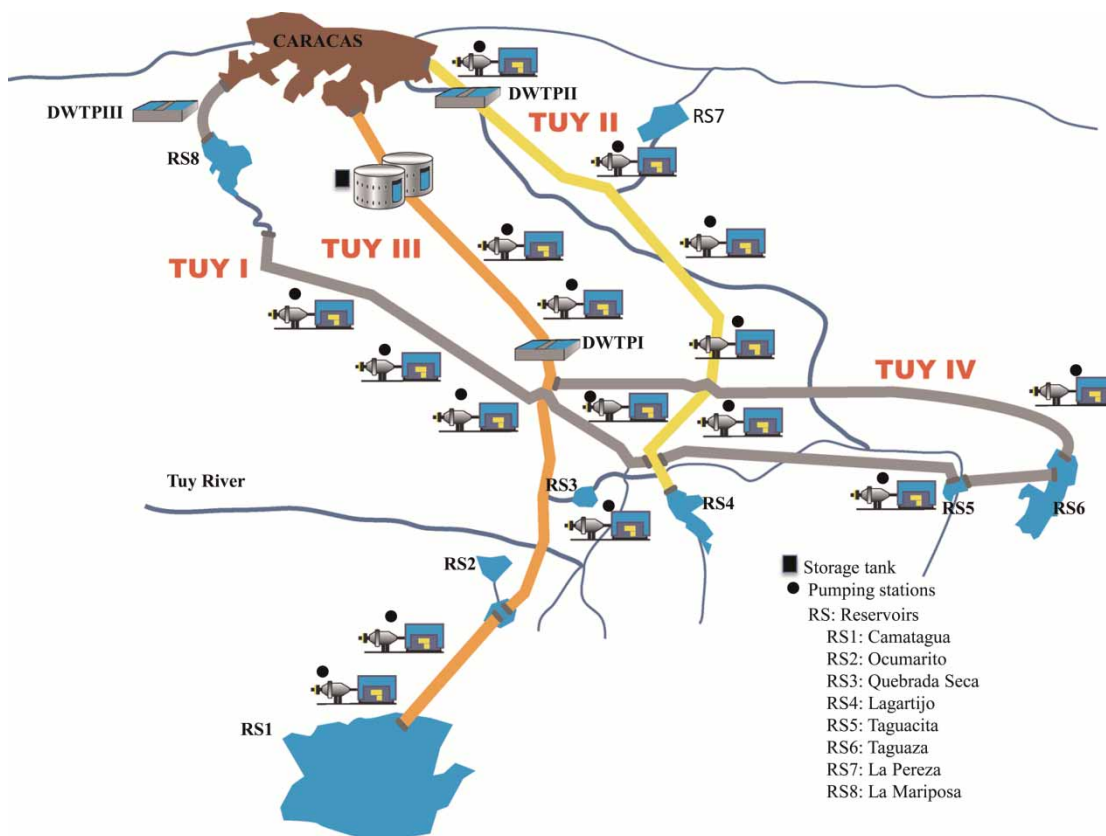 CARACAS
DWTPIII
DWTPII
TUY II
RS7
RS8
TUY I
TUY III
DWTPI
TUY IV
Tuy River
RS3
RS4
RS5
RS6
RS2
RS1
Storage tank
Pumping stations
RS: Reservoirs
RS1: Camatagua
RS2: Ocumarito
RS3: Quebrada Seca
RS4: Lagartijo
RS5: Taguacita
RS6: Taguaza
RS7: La Pereza
RS8: La Mariposa